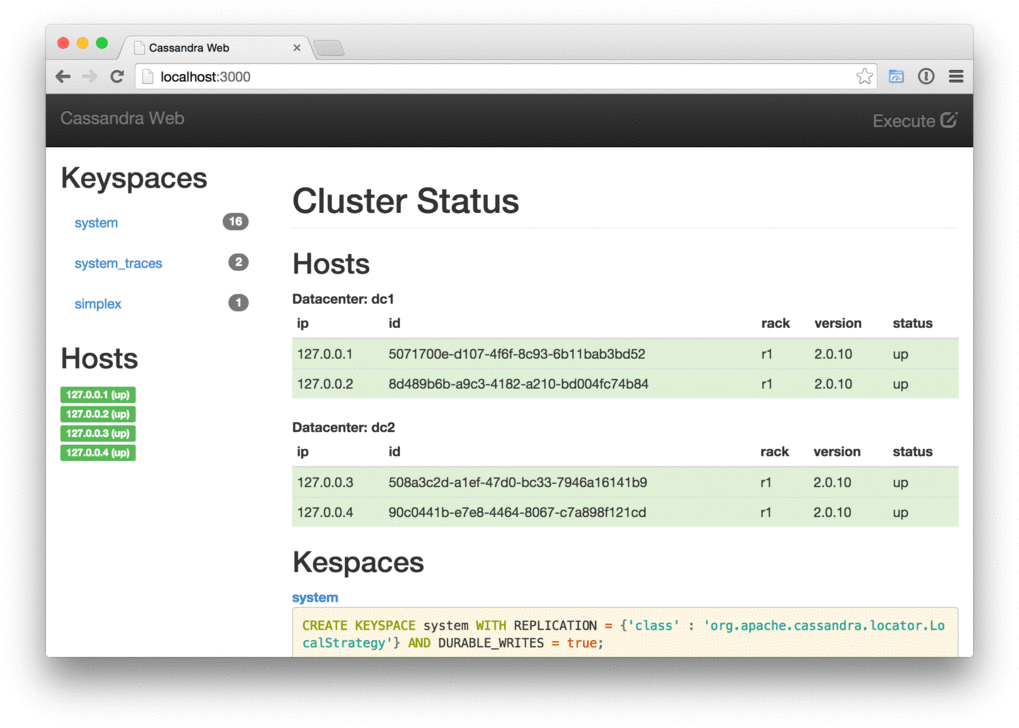 Cassandra Web
localhost:3000
Cassandra Web
Execute
Keyspaces
system 16
system_traces 2
simplex 1
Hosts
127.0.0.1 (up)
127.0.0.2 (up)
127.0.0.3 (up)
127.0.0.4 (up)
Cluster Status
Hosts
Datacenter: dc1
ip id rack version status
127.0.0.1 5071700e-d107-4f6f-8c93-6b11bab3bd52 r1 2.0.10 up
127.0.0.2 8d489b6b-a9c3-4182-a210-bd004fc74b84 r1 2.0.10 up
Datacenter: dc2
ip id rack version status
127.0.0.3 508a3c2d-a1ef-47d0-bc33-7946a16141b9 r1 2.0.10 up
127.0.0.4 90c0441b-e7e8-4464-8067-c7a898f121cd r1 2.0.10 up
Kespaces
system
CREATE KEYSPACE system WITH REPLICATION = {'class' : 'org.apache.cassandra.locator.Lo
calStrategy'} AND DURABLE_WRITES = true;